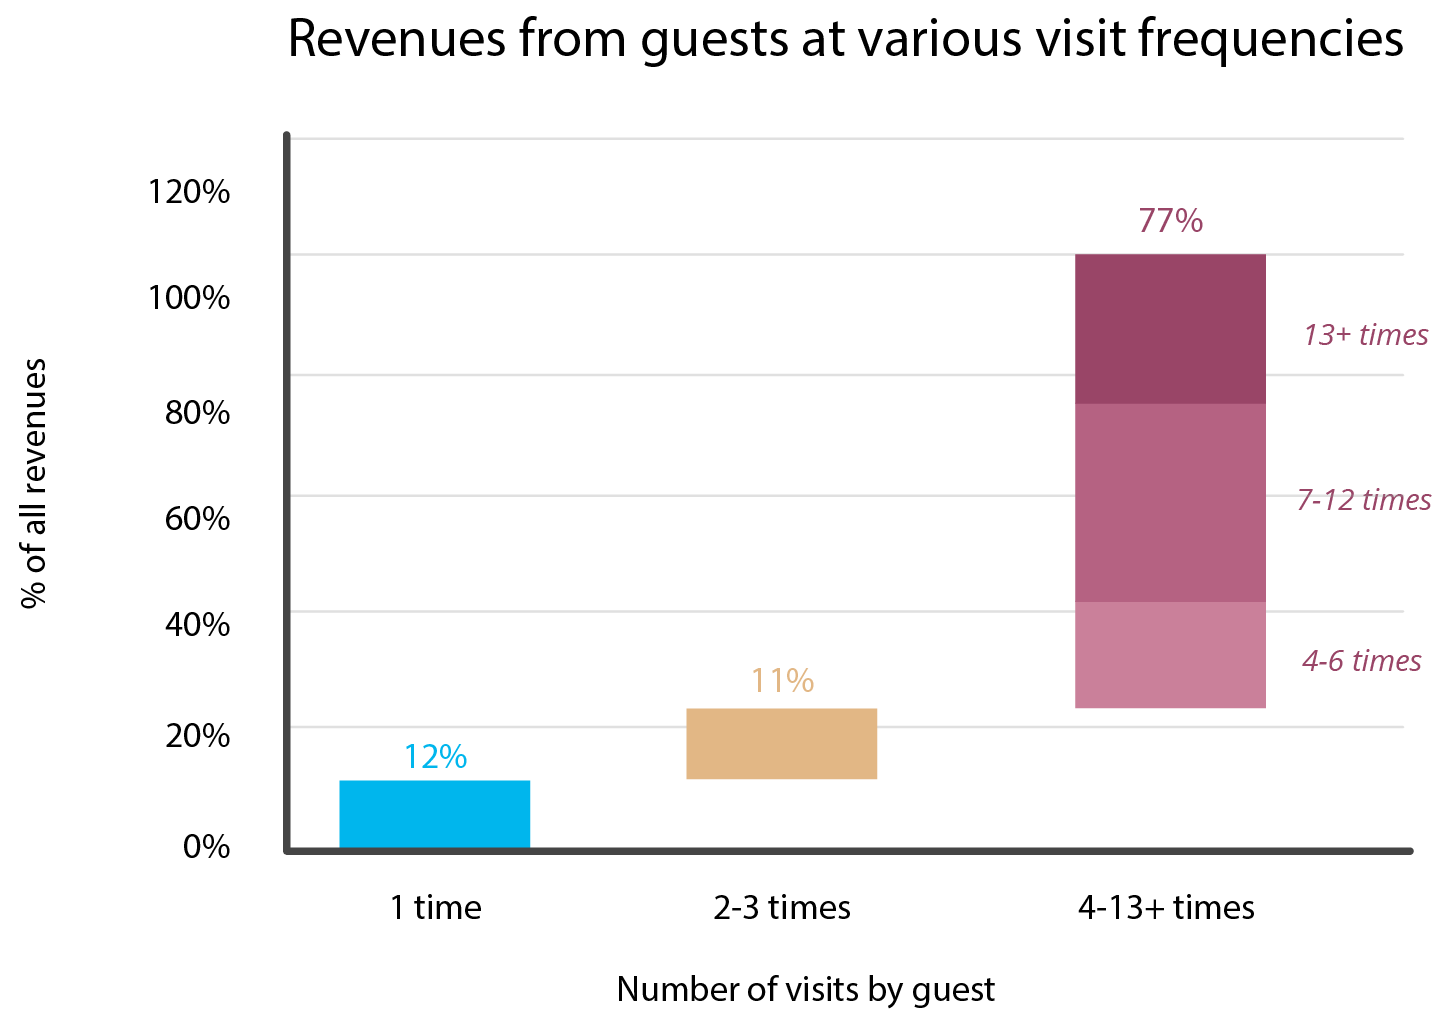 Revenues from guests at various visit frequencies
120%
100%
80%
60%
40%
20%
0%
% of all revenues
12%
11%
77%
13+ times
7-12 times
4-6 times
1 time
2-3 times
4-13+ times
Number of visits by guest